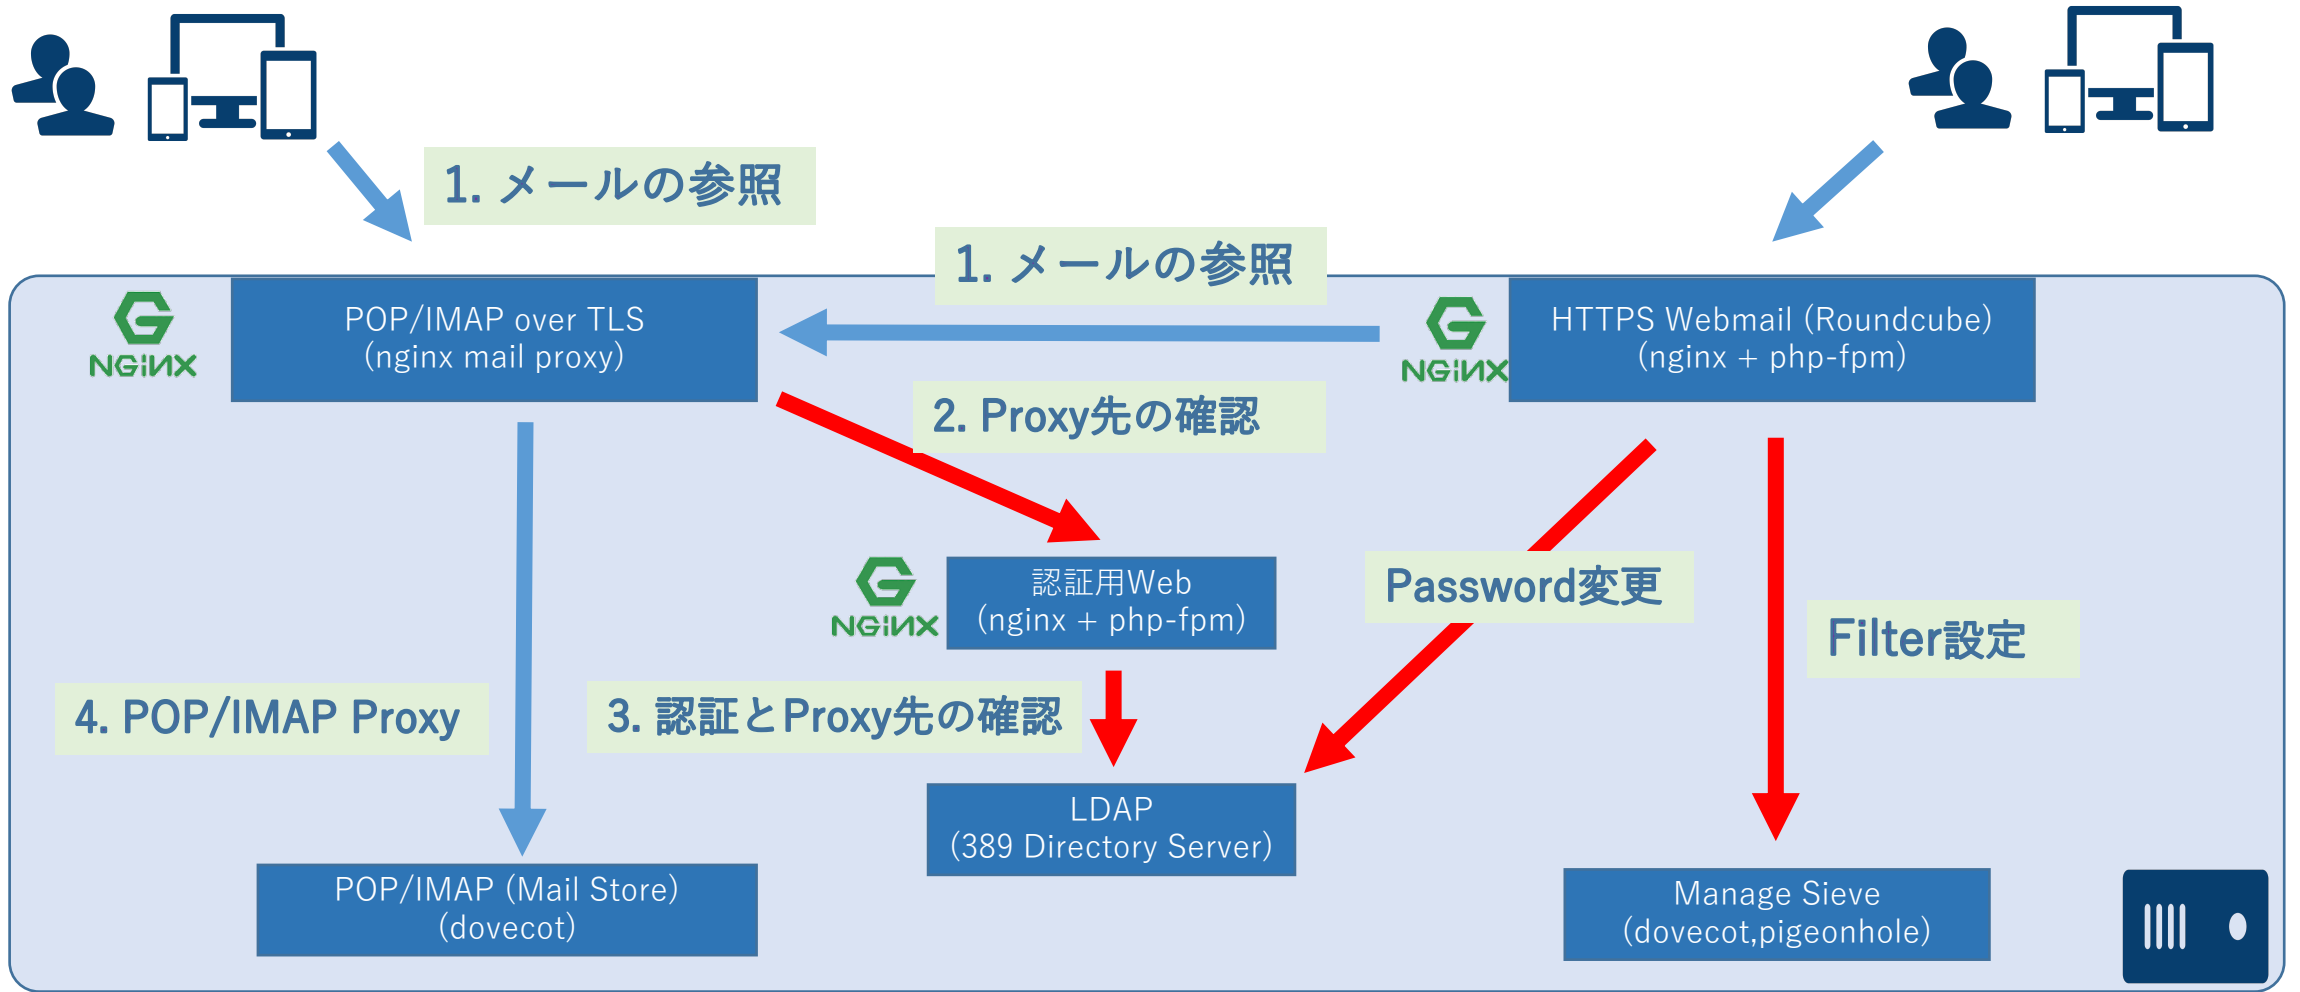 1. メールの参照
1. メールの参照
NGiNX
POP/IMAP over TLS
(nginx mail proxy)
NGiNX
HTTPS Webmail (Roundcube)
(nginx + php-fpm)
2. Proxy先の確認
NGiNX
認証用Web
(nginx + php-fpm)
Password変更
Filter設定
4. POP/IMAP Proxy
3. 認証とProxy先の確認
LDAP
(389 Directory Server)
POP/IMAP (Mail Store)
(dovecot)
Manage Sieve
(dovecot,pigeonhole)